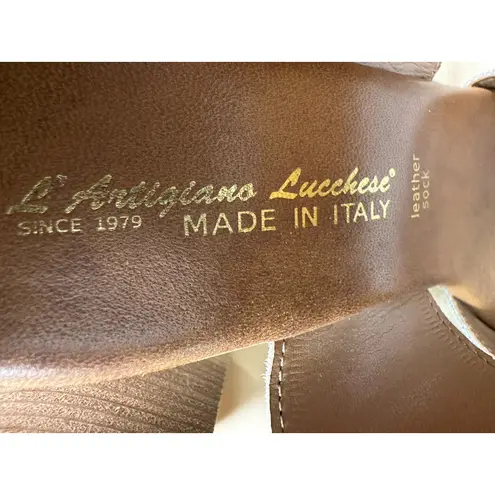 L'Artigiano Lucchese®
SINCE 1979 MADE IN ITALY
leather
sock